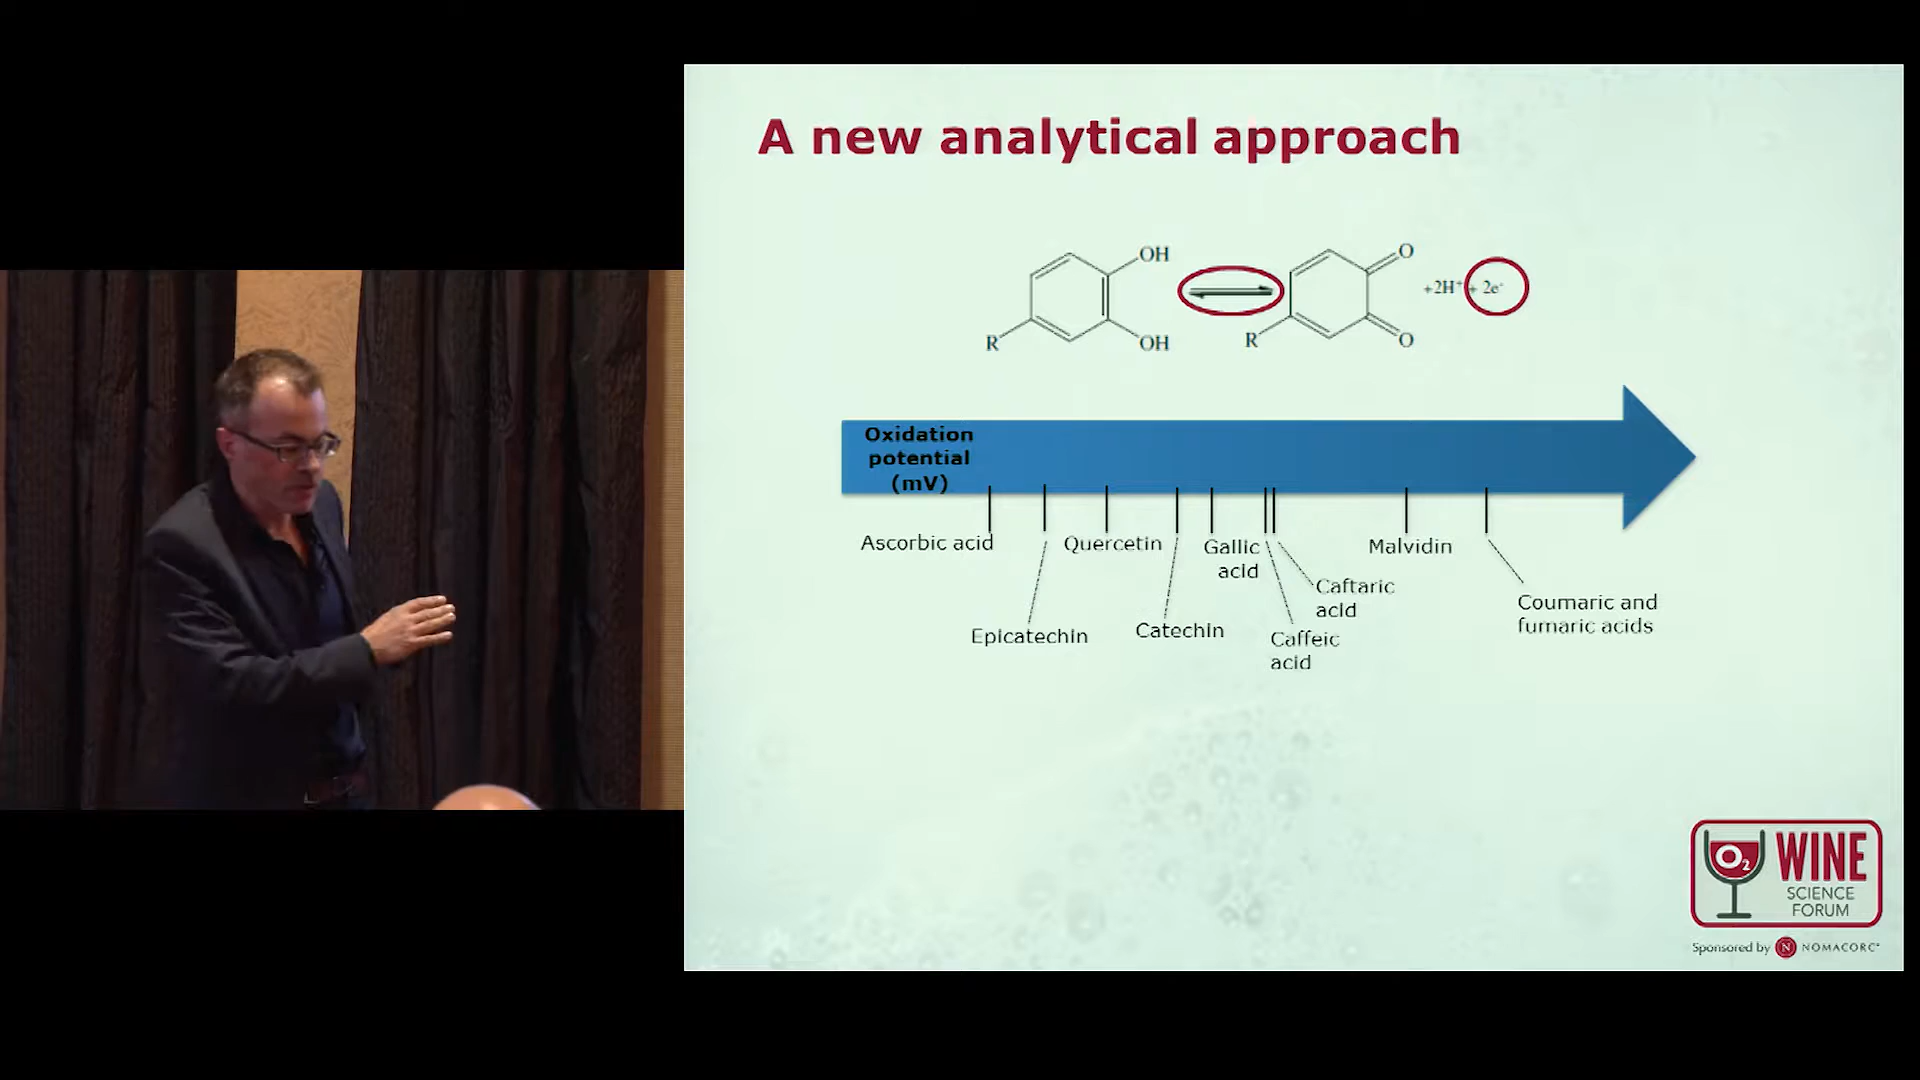 A new analytical approach
OH
OH
R
O
O
R
+2H⁺ + 2e⁻
Oxidation
potential
(mV)
Ascorbic acid
Epicatechin
Quercetin
Catechin
Gallic
acid
Caffeic
acid
Caftaric
acid
Malvidin
Coumaric and
fumaric acids
O₂
WINE
SCIENCE
FORUM
Sponsored by N NOMACORC